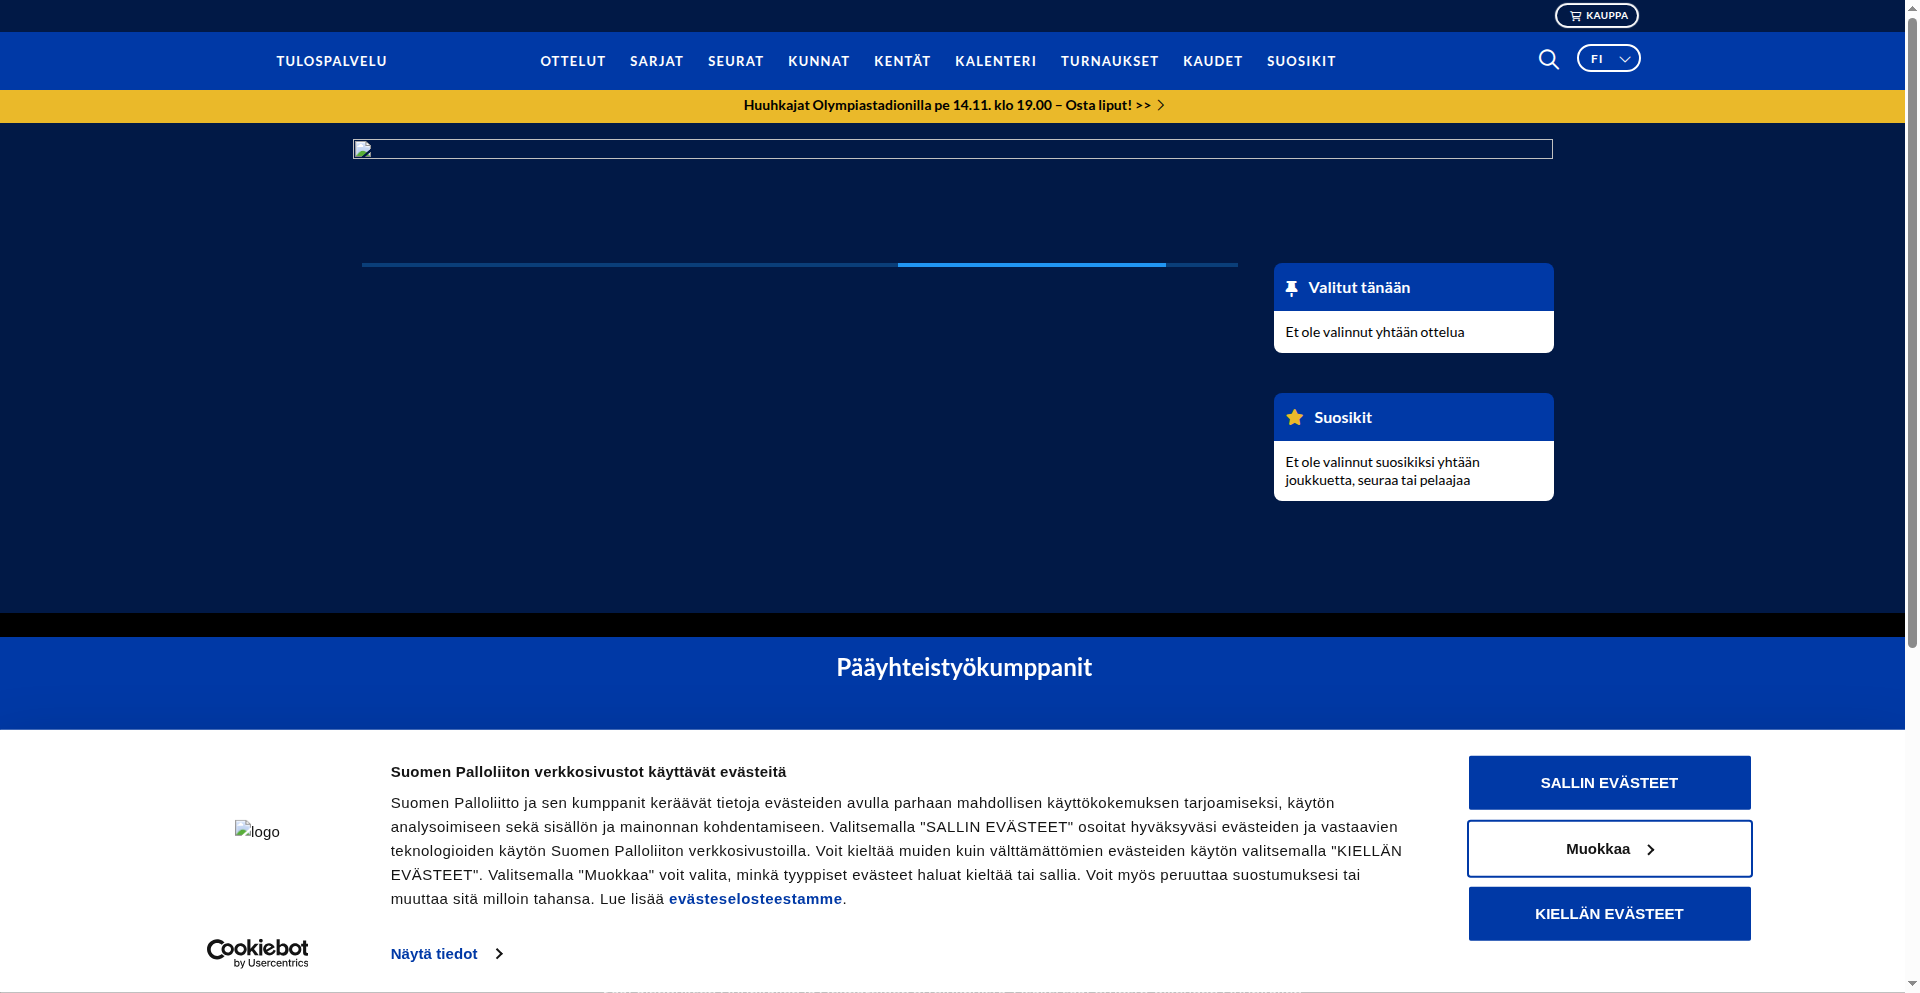 KAUPPA
TULOSPALVELU
OTTELUT SARJAT SEURAT KUNNAT KENTÄT KALENTERI TURNAUKSET KAUDET SUOSIKIT
FI
Huuhkajat Olympiastadionilla pe 14.11. klo 19.00 – Osta liput! >>
Valitut tänään
Et ole valinnut yhtään ottelua
Suosikit
Et ole valinnut suosikiksi yhtään
joukkuetta, seuraa tai pelaajaa
Pääyhteistyökumppanit
logo
Cookiebot
by Usercentrics
Suomen Palloliiton verkkosivustot käyttävät evästeitä
Suomen Palloliitto ja sen kumppanit keräävät tietoja evästeiden avulla parhaan mahdollisen käyttökokemuksen tarjoamiseksi, käytön
analysoimiseen sekä sisällön ja mainonnan kohdentamiseen. Valitsemalla "SALLIN EVÄSTEET" osoitat hyväksyväsi evästeiden ja vastaavien
teknologioiden käytön Suomen Palloliiton verkkosivustoilla. Voit kieltää muiden kuin välttämättömien evästeiden käytön valitsemalla "KIELLÄN
EVÄSTEET". Valitsemalla "Muokkaa" voit valita, minkä tyyppiset evästeet haluat kieltää tai sallia. Voit myös peruuttaa suostumuksesi tai
muuttaa sitä milloin tahansa. Lue lisää evästeselosteestamme.
Näytä tiedot
SALLIN EVÄSTEET
Muokkaa
KIELLÄN EVÄSTEET